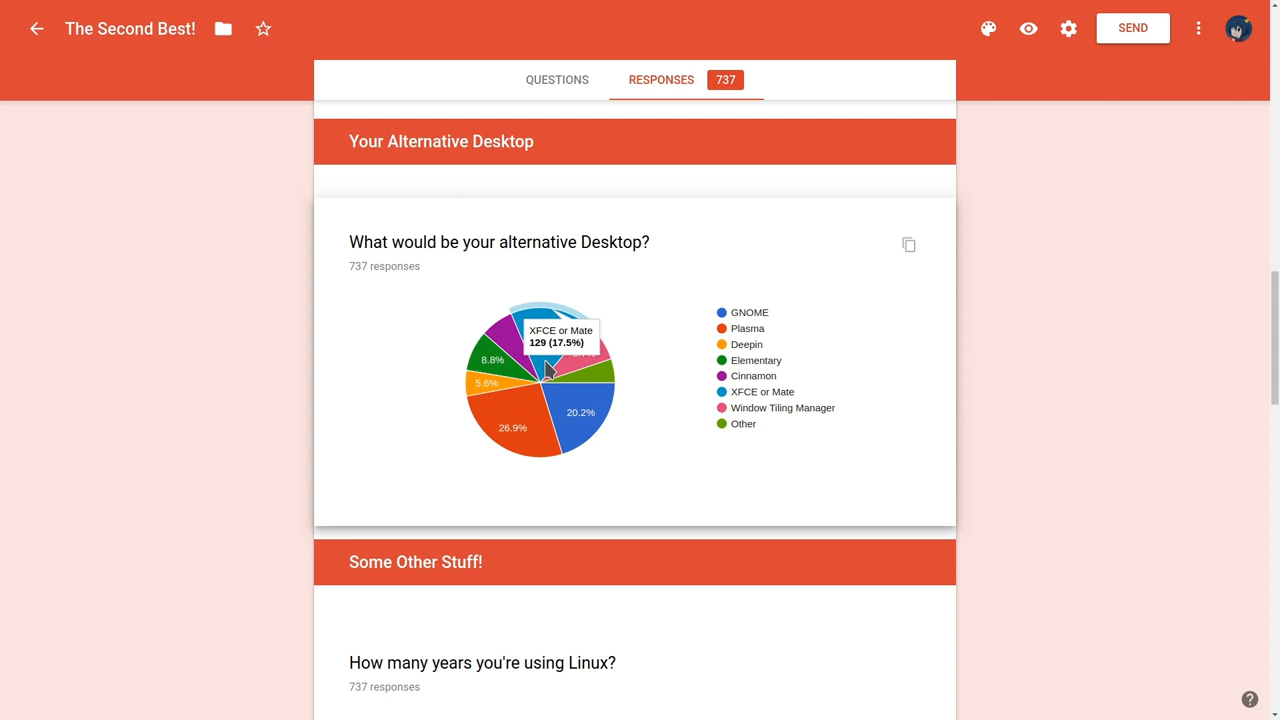 The Second Best!
SEND
QUESTIONS
RESPONSES 737
Your Alternative Desktop
What would be your alternative Desktop?
737 responses
XFCE or Mate
129 (17.5%)
8.8%
5.6%
20.2%
26.9%
GNOME
Plasma
Deepin
Elementary
Cinnamon
XFCE or Mate
Window Tiling Manager
Other
Some Other Stuff!
How many years you're using Linux?
737 responses